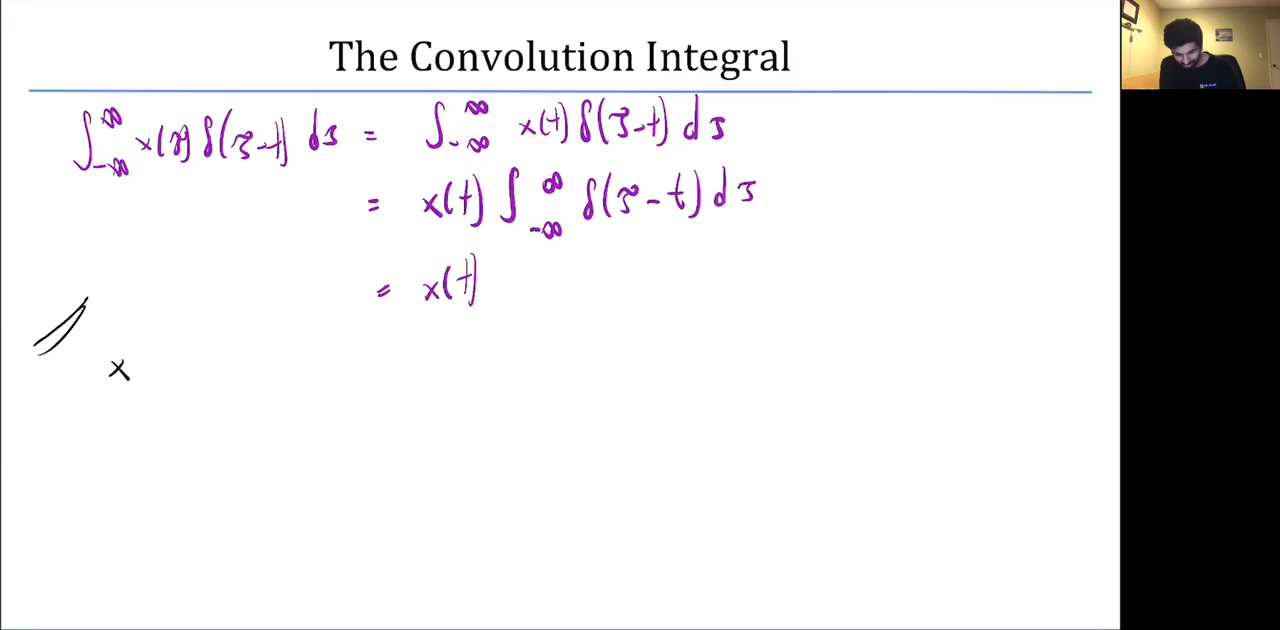 The Convolution Integral
∫_{-∞}^{∞} x(τ) δ(τ-t) dτ = ∫_{-∞}^{∞} x(t) δ(τ-t) dτ
= x(t) ∫_{-∞}^{∞} δ(τ-t) dτ
= x(t)
x